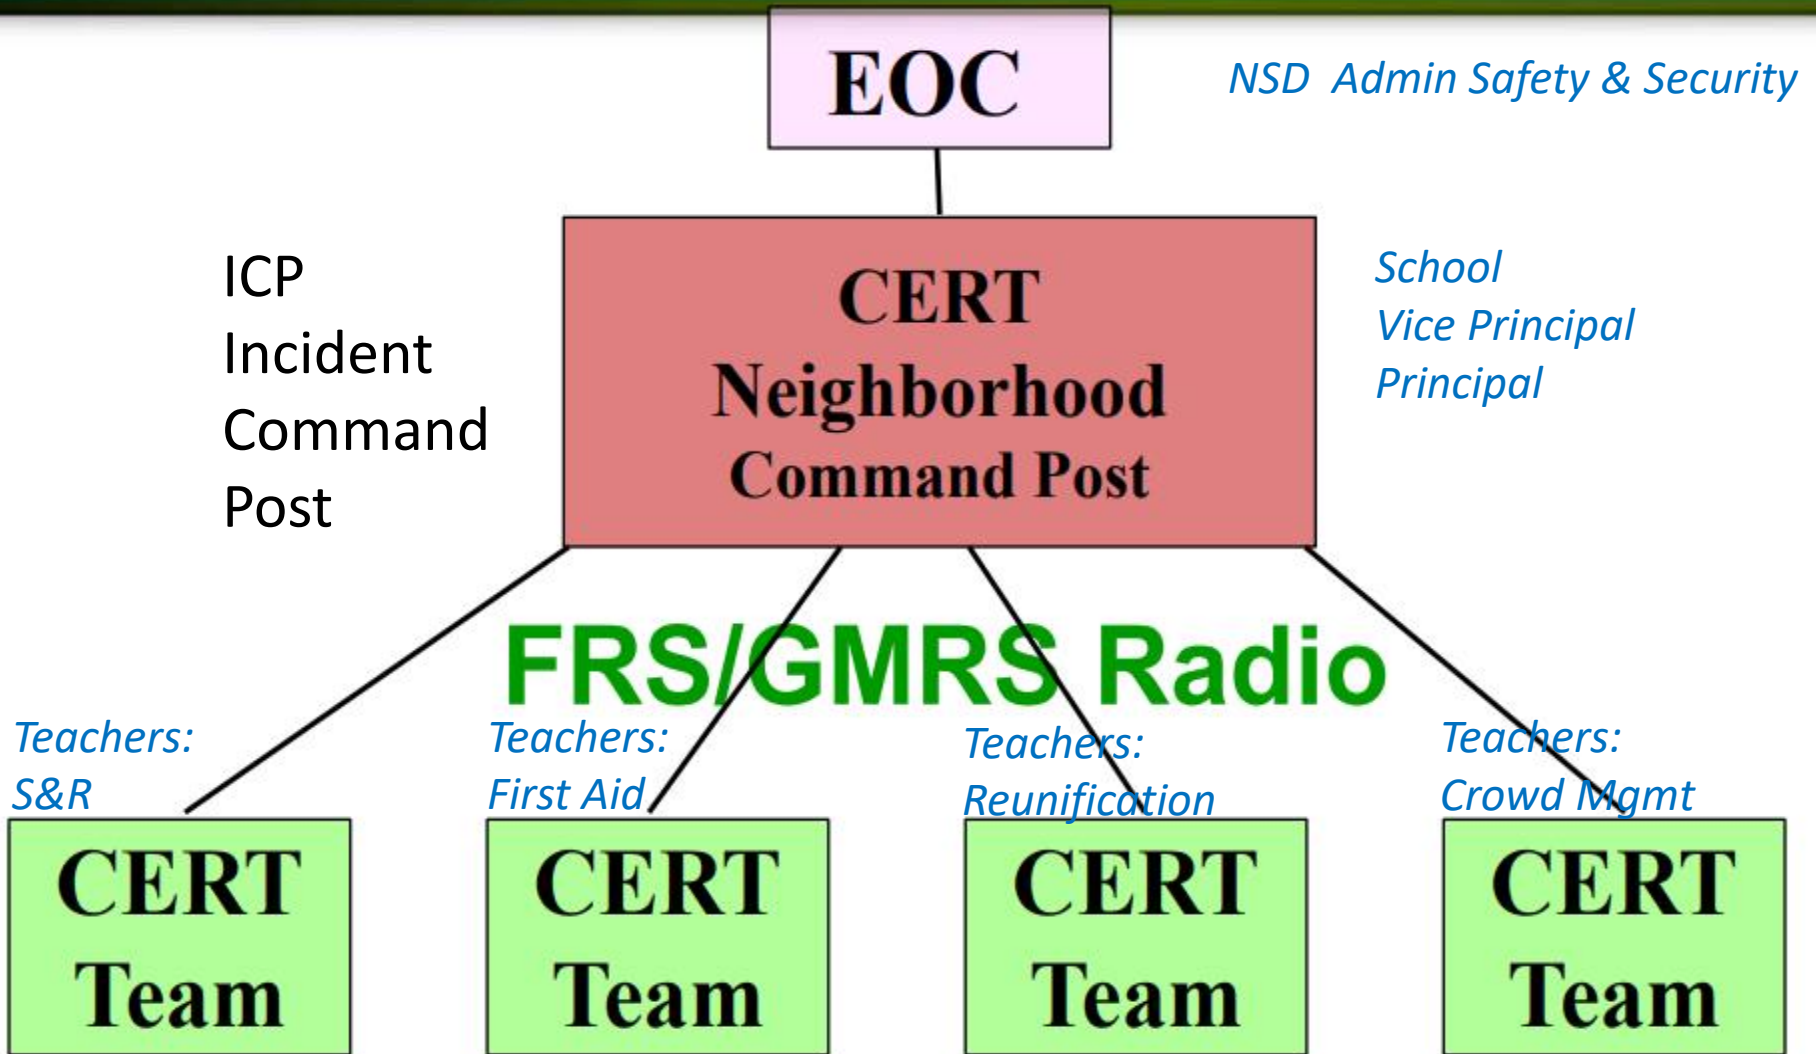 EOC
NSD Admin Safety & Security
ICP
Incident
Command
Post
CERT
Neighborhood
Command Post
School
Vice Principal
Principal
FRS/GMRS Radio
Teachers:
S&R
Teachers:
First Aid
Teachers:
Reunification
Teachers:
Crowd Mgmt
CERT
Team
CERT
Team
CERT
Team
CERT
Team